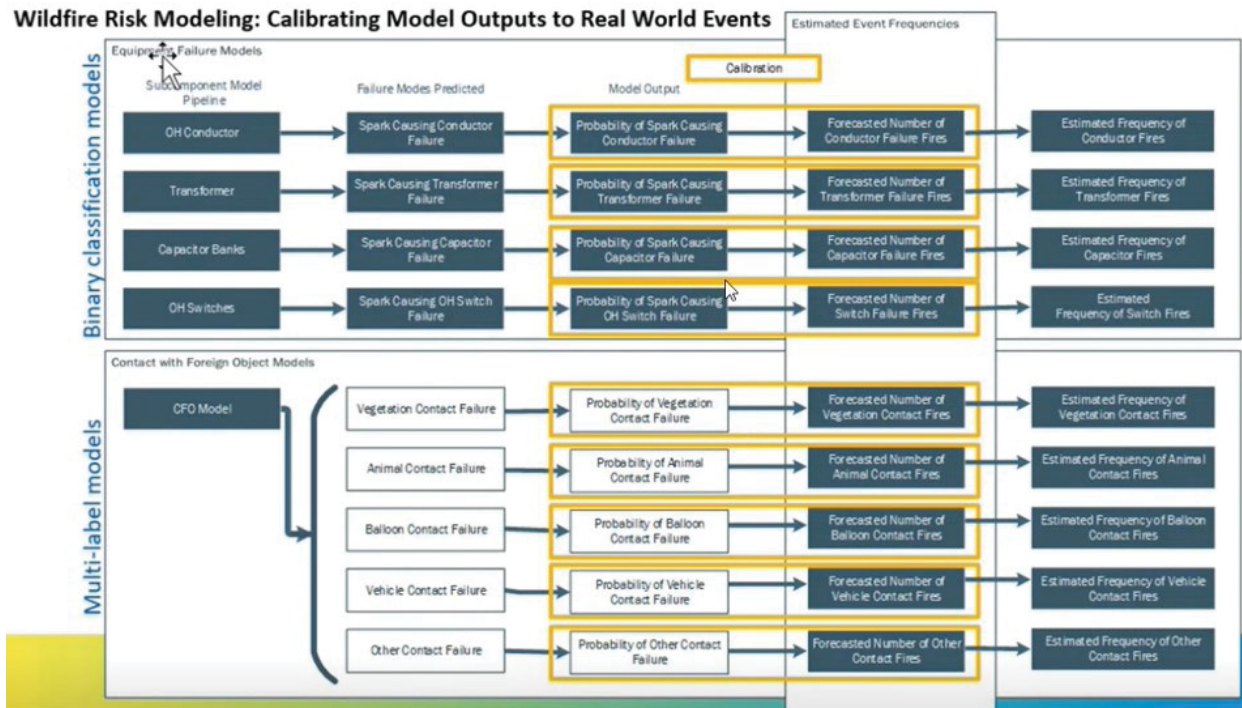 Wildfire Risk Modeling: Calibrating Model Outputs to Real World Events
Estimated Event Frequencies
Binary classification models
Equipment Failure Models
Calibration
Subcomponent Model
Pipeline
Failure Modes Predicted
Model Output
OH Conductor
Spark Causing Conductor
Failure
Probability of Spark Causing
Conductor Failure
Forecasted Number of
Conductor Failure Fires
Estimated Frequency of
Conductor Fires
Transformer
Spark Causing Transformer
Failure
Probability of Spark Causing
Transformer Failure
Forecasted Number of
Transformer Failure Fires
Estimated Frequency of
Transformer Fires
Capacitor Banks
Spark Causing Capacitor
Failure
Probability of Spark Causing
Capacitor Failure
Forecasted Number of
Capacitor Failure Fires
Estimated Frequency of
Capacitor Fires
OH Switches
Spark Causing OH Switch
Failure
Probability of Spark Causing
OH Switch Failure
Forecasted Number of
Switch Failure Fires
Estimated
Frequency of Switch Fires
Multi-label models
Contact with Foreign Object Models
CFO Model
Vegetation Contact Failure
Probability of Vegetation
Contact Failure
Forecasted Number of
Vegetation Contact Fires
Estimated Frequency of
Vegetation Contact Fires
Animal Contact Failure
Probability of Animal
Contact Failure
Forecasted Number of
Animal Contact Fires
Estimated Frequency of Animal
Contact Fires
Balloon Contact Failure
Probability of Balloon
Contact Failure
Forecasted Number of
Balloon Contact Fires
Estimated Frequency of Balloon
Contact Fires
Vehicle Contact Failure
Probability of Vehicle
Contact Failure
Forecasted Number of
Vehicle Contact Fires
Estimated Frequency of Vehicle
Contact Fires
Other Contact Failure
Probability of Other Contact
Failure
Forecasted Number of Other
Contact Fires
Estimated Frequency of Other
Contact Fires